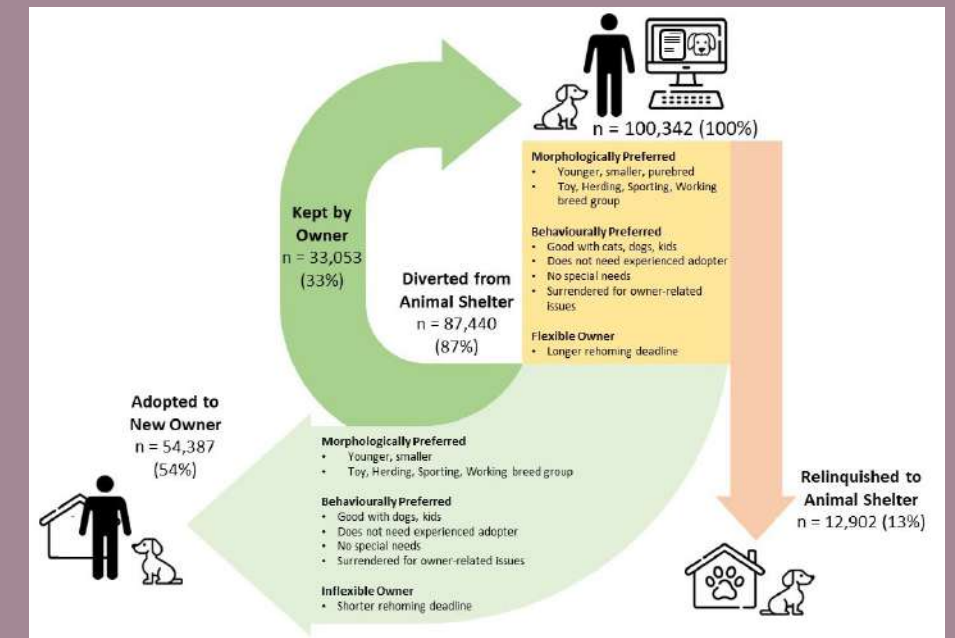 n = 100,342 (100%)
Morphologically Preferred
• Younger, smaller, purebred
• Toy, Herding, Sporting, Working
breed group
Behaviourally Preferred
• Good with cats, dogs, kids
• Does not need experienced adopter
• No special needs
• Surrendered for owner-related
issues
Flexible Owner
• Longer rehoming deadline
Kept by
Owner
n = 33,053
(33%)
Diverted from
Animal Shelter
n = 87,440
(87%)
Adopted to
New Owner
n = 54,387
(54%)
Morphologically Preferred
• Younger, smaller
• Toy, Herding, Sporting, Working breed group
Behaviourally Preferred
• Good with dogs, kids
• Does not need experienced adopter
• No special needs
• Surrendered for owner-related issues
Inflexible Owner
• Shorter rehoming deadline
Relinquished to
Animal Shelter
n = 12,902 (13%)